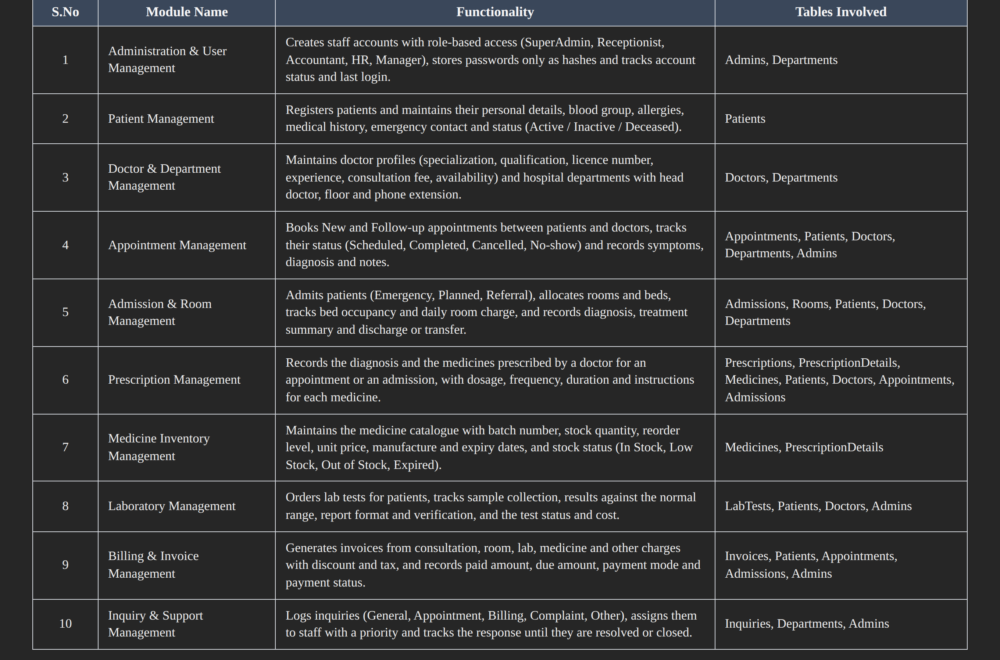 S.No Module Name Functionality Tables Involved
1 Administration & User Management Creates staff accounts with role-based access (SuperAdmin, Receptionist,
Accountant, HR, Manager), stores passwords only as hashes and tracks account
status and last login. Admins, Departments
2 Patient Management Registers patients and maintains their personal details, blood group, allergies,
medical history, emergency contact and status (Active / Inactive / Deceased). Patients
3 Doctor & Department Management Maintains doctor profiles (specialization, qualification, licence number,
experience, consultation fee, availability) and hospital departments with head
doctor, floor and phone extension. Doctors, Departments
4 Appointment Management Books New and Follow-up appointments between patients and doctors, tracks
their status (Scheduled, Completed, Cancelled, No-show) and records symptoms,
diagnosis and notes. Appointments, Patients, Doctors,
Departments, Admins
5 Admission & Room Management Admits patients (Emergency, Planned, Referral), allocates rooms and beds,
tracks bed occupancy and daily room charge, and records diagnosis, treatment
summary and discharge or transfer. Admissions, Rooms, Patients, Doctors,
Departments
6 Prescription Management Records the diagnosis and the medicines prescribed by a doctor for an
appointment or an admission, with dosage, frequency, duration and instructions
for each medicine. Prescriptions, PrescriptionDetails,
Medicines, Patients, Doctors, Appointments,
Admissions
7 Medicine Inventory Management Maintains the medicine catalogue with batch number, stock quantity, reorder
level, unit price, manufacture and expiry dates, and stock status (In Stock, Low
Stock, Out of Stock, Expired). Medicines, PrescriptionDetails
8 Laboratory Management Orders lab tests for patients, tracks sample collection, results against the normal
range, report format and verification, and the test status and cost. LabTests, Patients, Doctors, Admins
9 Billing & Invoice Management Generates invoices from consultation, room, lab, medicine and other charges
with discount and tax, and records paid amount, due amount, payment mode and
payment status. Invoices, Patients, Appointments,
Admissions, Admins
10 Inquiry & Support Management Logs inquiries (General, Appointment, Billing, Complaint, Other), assigns them
to staff with a priority and tracks the response until they are resolved or closed. Inquiries, Departments, Admins